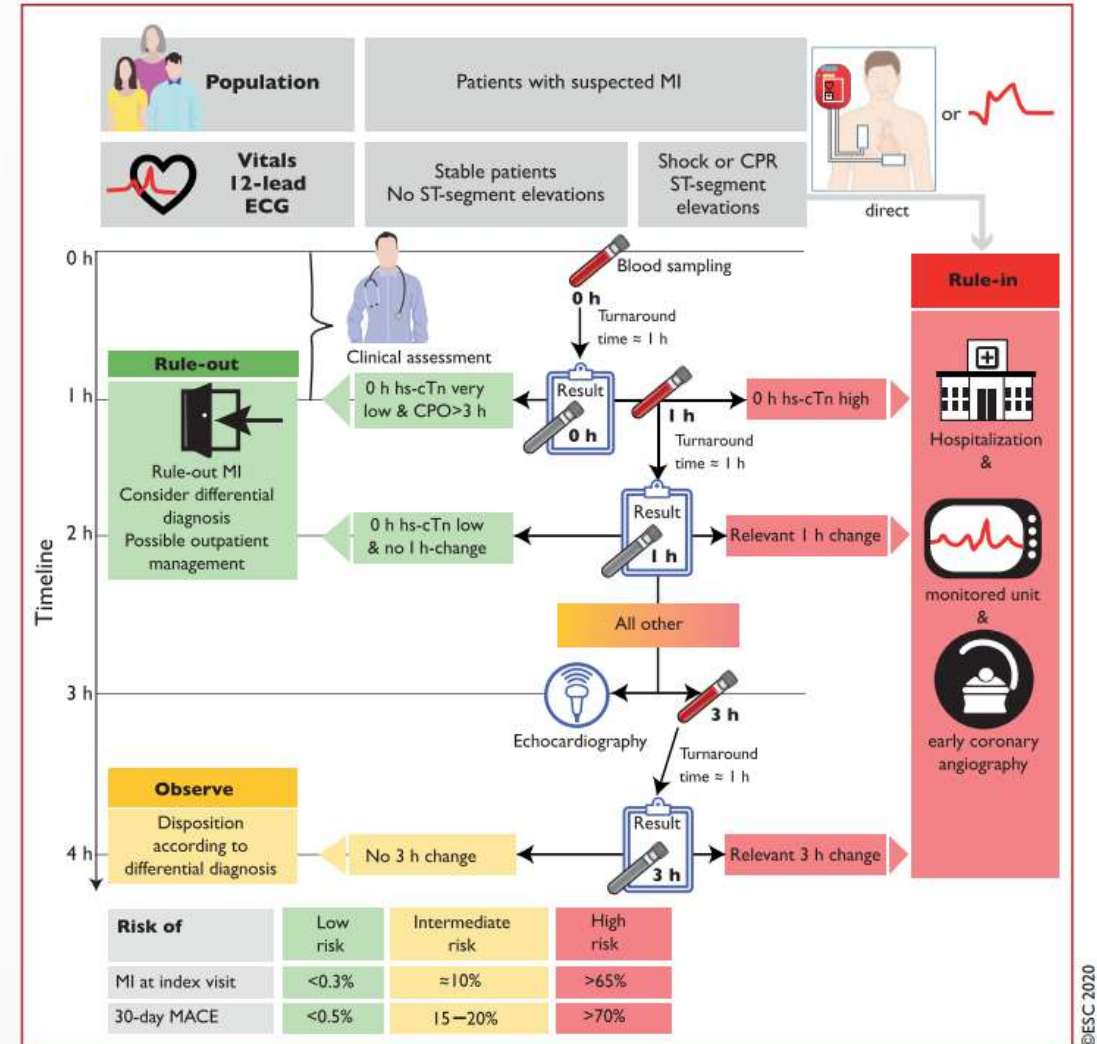 Population
Patients with suspected MI
or
Vitals
12-lead
ECG
Stable patients
No ST-segment elevations
Shock or CPR
ST-segment
elevations
direct
0 h
Blood sampling
0 h
Turnaround
time ≈ 1 h
Clinical assessment
Rule-in
Rule-out
1 h
0 h hs-cTn very
low & CPO>3 h
Result
0 h
1 h
0 h hs-cTn high
Turnaround
time ≈ 1 h
Hospitalization
&
Rule-out MI
Consider differential
diagnosis
Possible outpatient
management
2 h
0 h hs-cTn low
& no 1 h-change
Result
1 h
Relevant 1 h change
monitored unit
&
Timeline
All other
3 h
Echocardiography
3 h
early coronary
angiography
Turnaround
time ≈ 1 h
Observe
Disposition
according to
differential diagnosis
4 h
No 3 h change
Result
3 h
Relevant 3 h change
Risk of
Low
risk
Intermediate
risk
High
risk
MI at index visit
<0.3%
≈10%
>65%
30-day MACE
<0.5%
15–20%
>70%
©ESC 2020